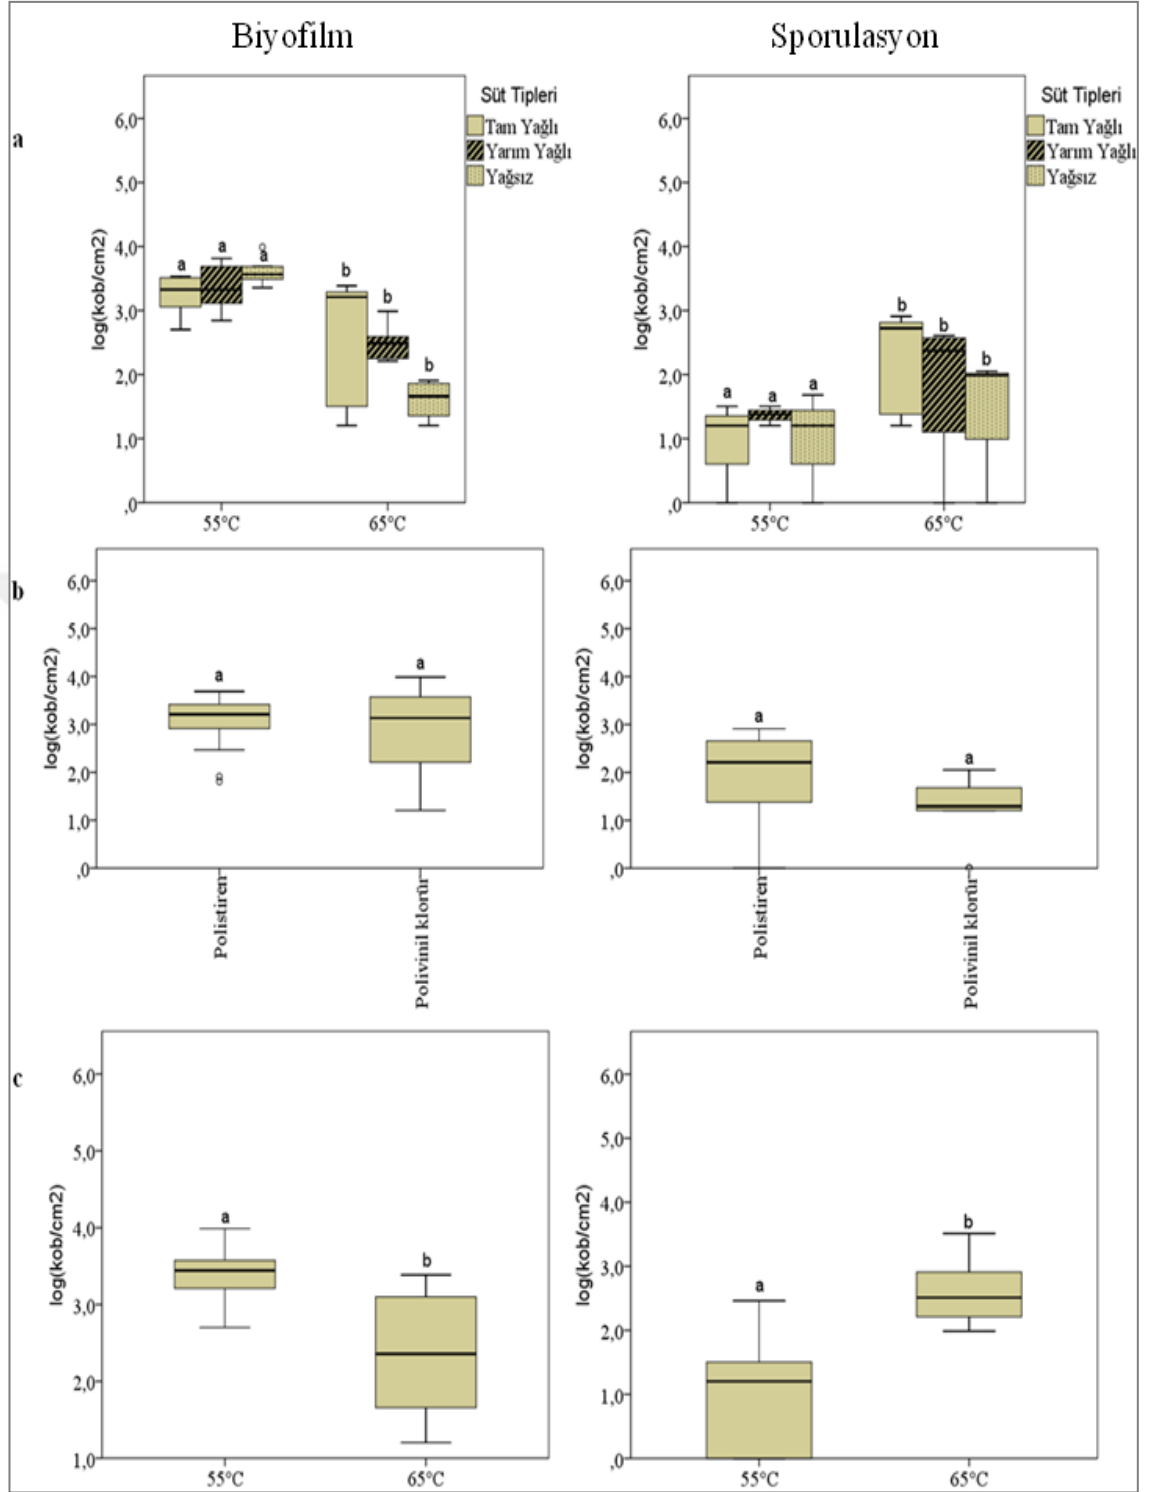 Biyofilm
Sporulasyon
a
log(kob/cm2)
6,0
5,0
4,0
3,0
2,0
1,0
,0
a
a
a
b
b
b
55°C
65°C
Süt Tipleri
Tam Yağlı
Yarım Yağlı
Yağsız
log(kob/cm2)
6,0
5,0
4,0
3,0
2,0
1,0
,0
a
a
a
b
b
b
55°C
65°C
Süt Tipleri
Tam Yağlı
Yarım Yağlı
Yağsız
b
log(kob/cm2)
6,0
5,0
4,0
3,0
2,0
1,0
,0
a
a
Polistiren
Polivinil klorür
log(kob/cm2)
6,0
5,0
4,0
3,0
2,0
1,0
,0
a
a
Polistiren
Polivinil klorür
c
log(kob/cm2)
6,0
5,0
4,0
3,0
2,0
1,0
a
b
55°C
65°C
log(kob/cm2)
6,0
5,0
4,0
3,0
2,0
1,0
,0
a
b
55°C
65°C